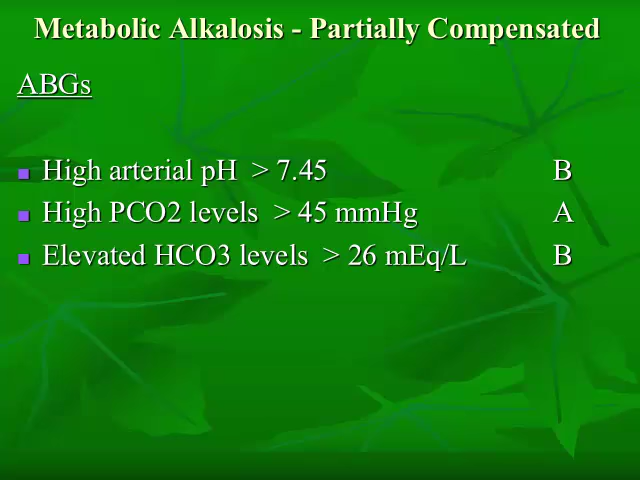 Metabolic Alkalosis - Partially Compensated
ABGs
High arterial pH > 7.45 B
High PCO2 levels > 45 mmHg A
Elevated HCO3 levels > 26 mEq/L B